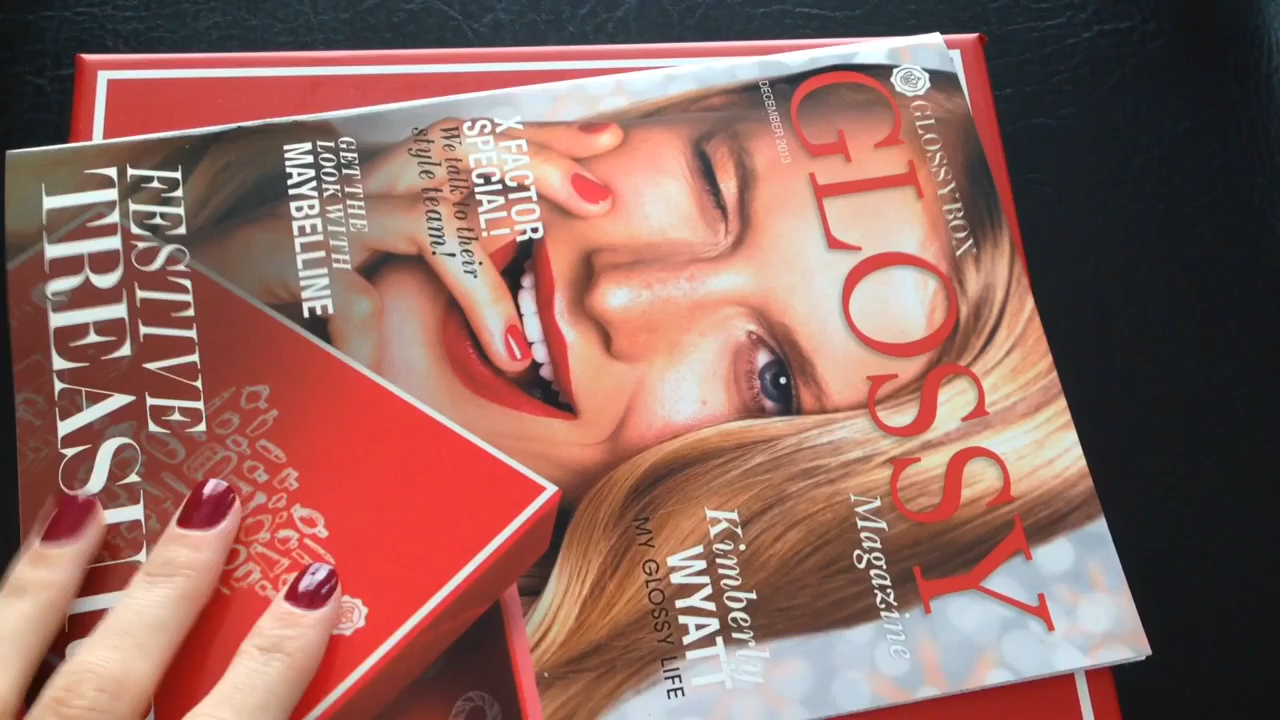 GLOSSYBOX
GLOSSY
Magazine
DECEMBER 2013
Kimberly
WYATT
MY GLOSSY LIFE
X FACTOR
SPECIAL!
We talk to their
style team!
GET THE
LOOK WITH
MAYBELLINE
FESTIVE